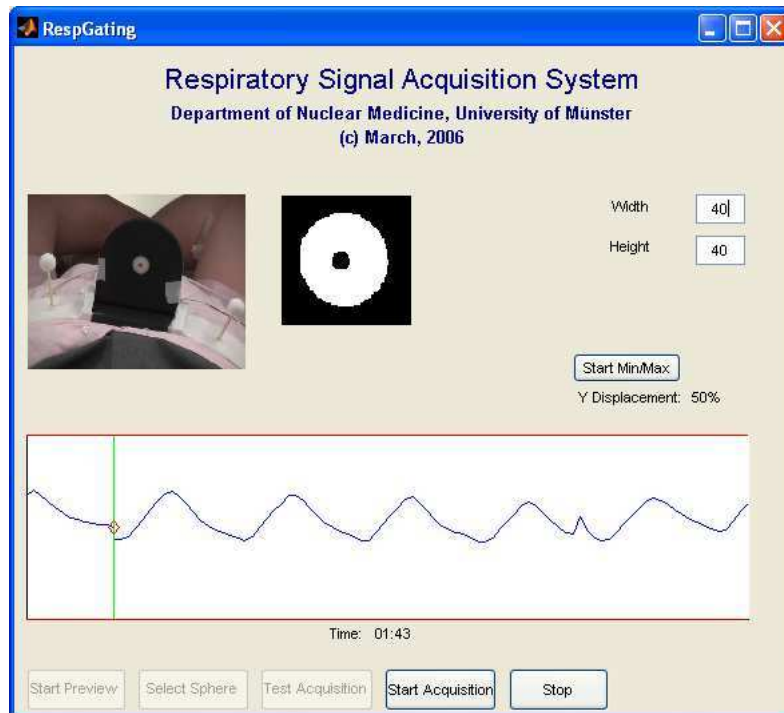 RespGating
Respiratory Signal Acquisition System
Department of Nuclear Medicine, University of Münster
(c) March, 2006
Width 40
Height 40
Start Min/Max
Y Displacement: 50%
Time: 01:43
Start Preview Select Sphere Test Acquisition Start Acquisition Stop